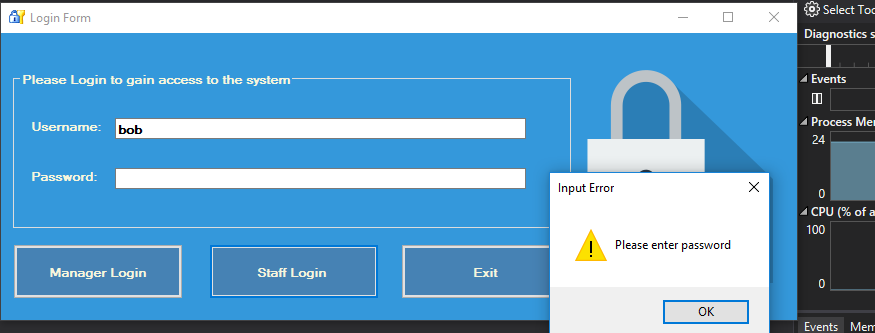 Login Form
Please Login to gain access to the system
Username:
bob
Password:
Manager Login
Staff Login
Exit
Input Error
Please enter password
OK
Select Too
Diagnostics s
Events
Process Mem
24
0
CPU (% of a
100
0
Events
Mem